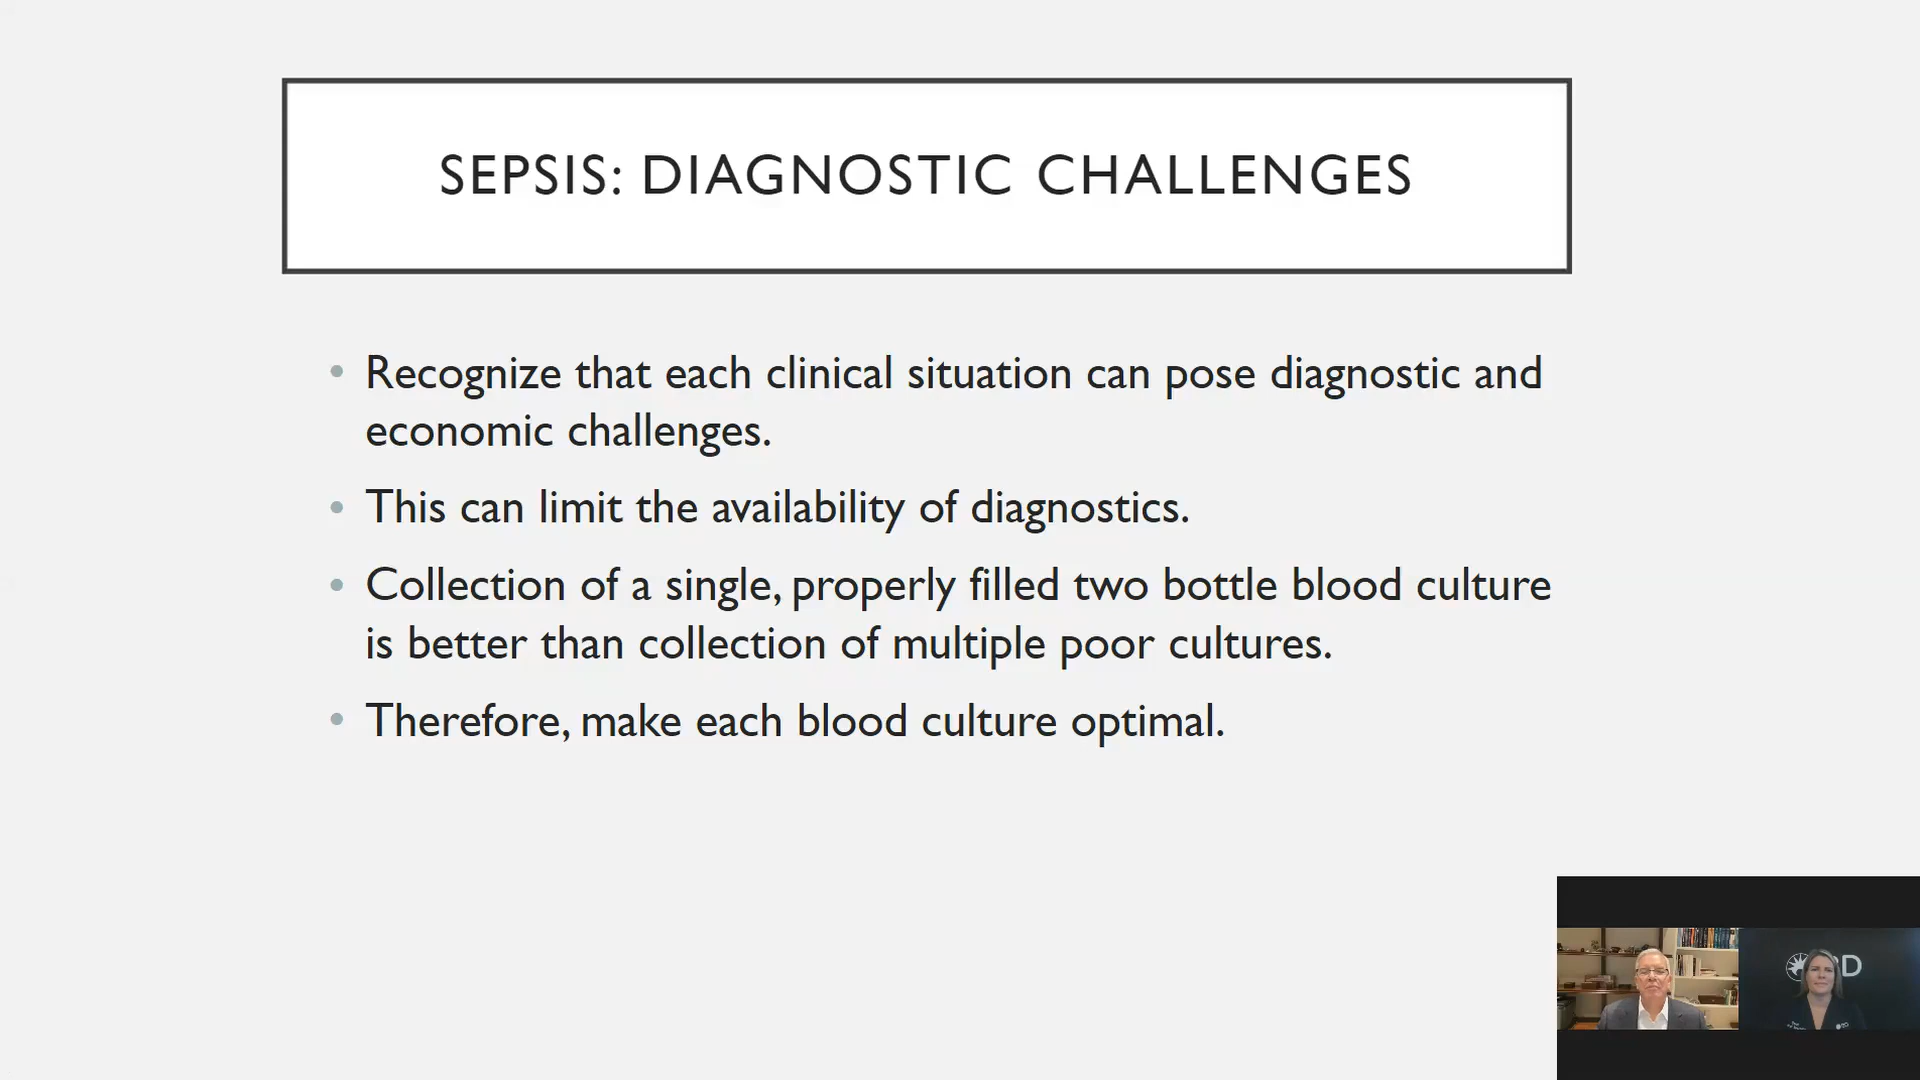 SEPSIS: DIAGNOSTIC CHALLENGES
• Recognize that each clinical situation can pose diagnostic and
economic challenges.
• This can limit the availability of diagnostics.
• Collection of a single, properly filled two bottle blood culture
is better than collection of multiple poor cultures.
• Therefore, make each blood culture optimal.